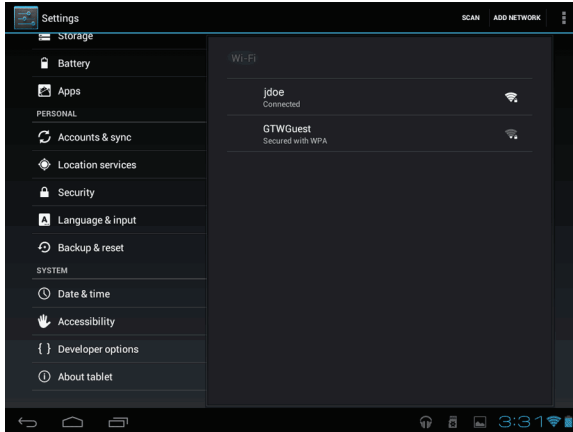 Settings
SCAN ADD NETWORK
Storage
Battery
Apps
PERSONAL
Accounts & sync
Location services
Security
A Language & input
Backup & reset
SYSTEM
Date & time
Accessibility
{ } Developer options
About tablet
Wi-Fi
jdoe
Connected
GTWGuest
Secured with WPA
3:31